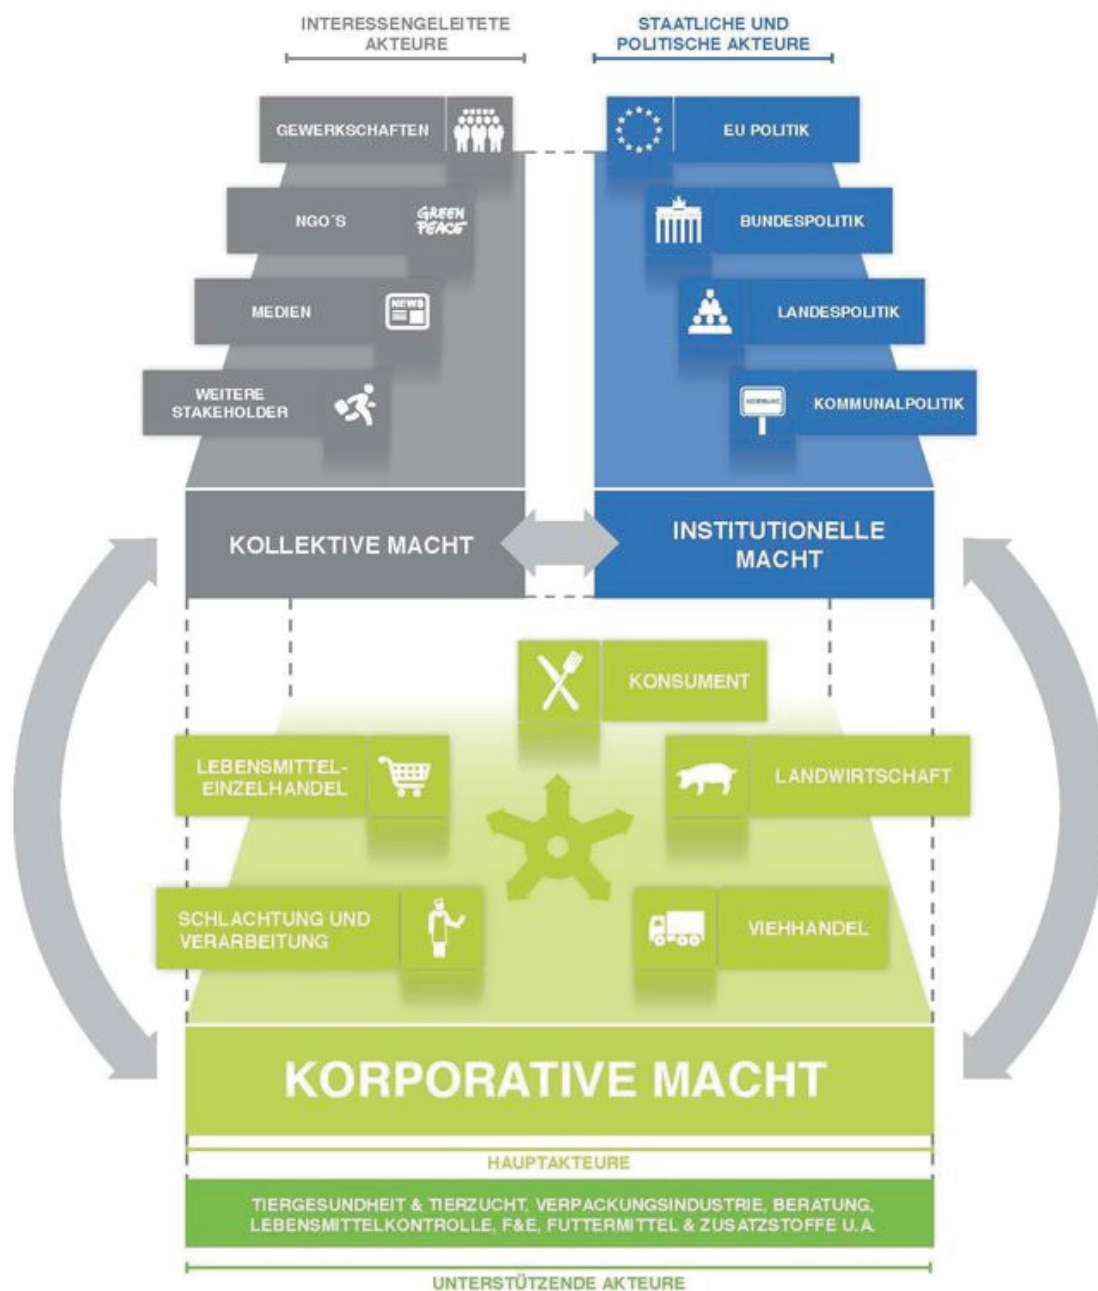 INTERESSENGELEITETE
AKTEURE
STAATLICHE UND
POLITISCHE AKTEURE
GEWERKSCHAFTEN
EU POLITIK
NGO´S
GREEN
PEACE
BUNDESPOLITIK
MEDIEN
NEWS
LANDESPOLITIK
WEITERE
STAKEHOLDER
KOMMUNALPOLITIK
KOLLEKTIVE MACHT
INSTITUTIONELLE
MACHT
KONSUMENT
LEBENSMITTEL-
EINZELHANDEL
LANDWIRTSCHAFT
SCHLACHTUNG UND
VERARBEITUNG
VIEHHANDEL
KORPORATIVE MACHT
HAUPTAKTEURE
TIERGESUNDHEIT & TIERZUCHT, VERPACKUNGSINDUSTRIE, BERATUNG,
LEBENSMITTELKONTROLLE, F&E, FUTTERMITTEL & ZUSATZSTOFFE U.A.
UNTERSTÜTZENDE AKTEURE